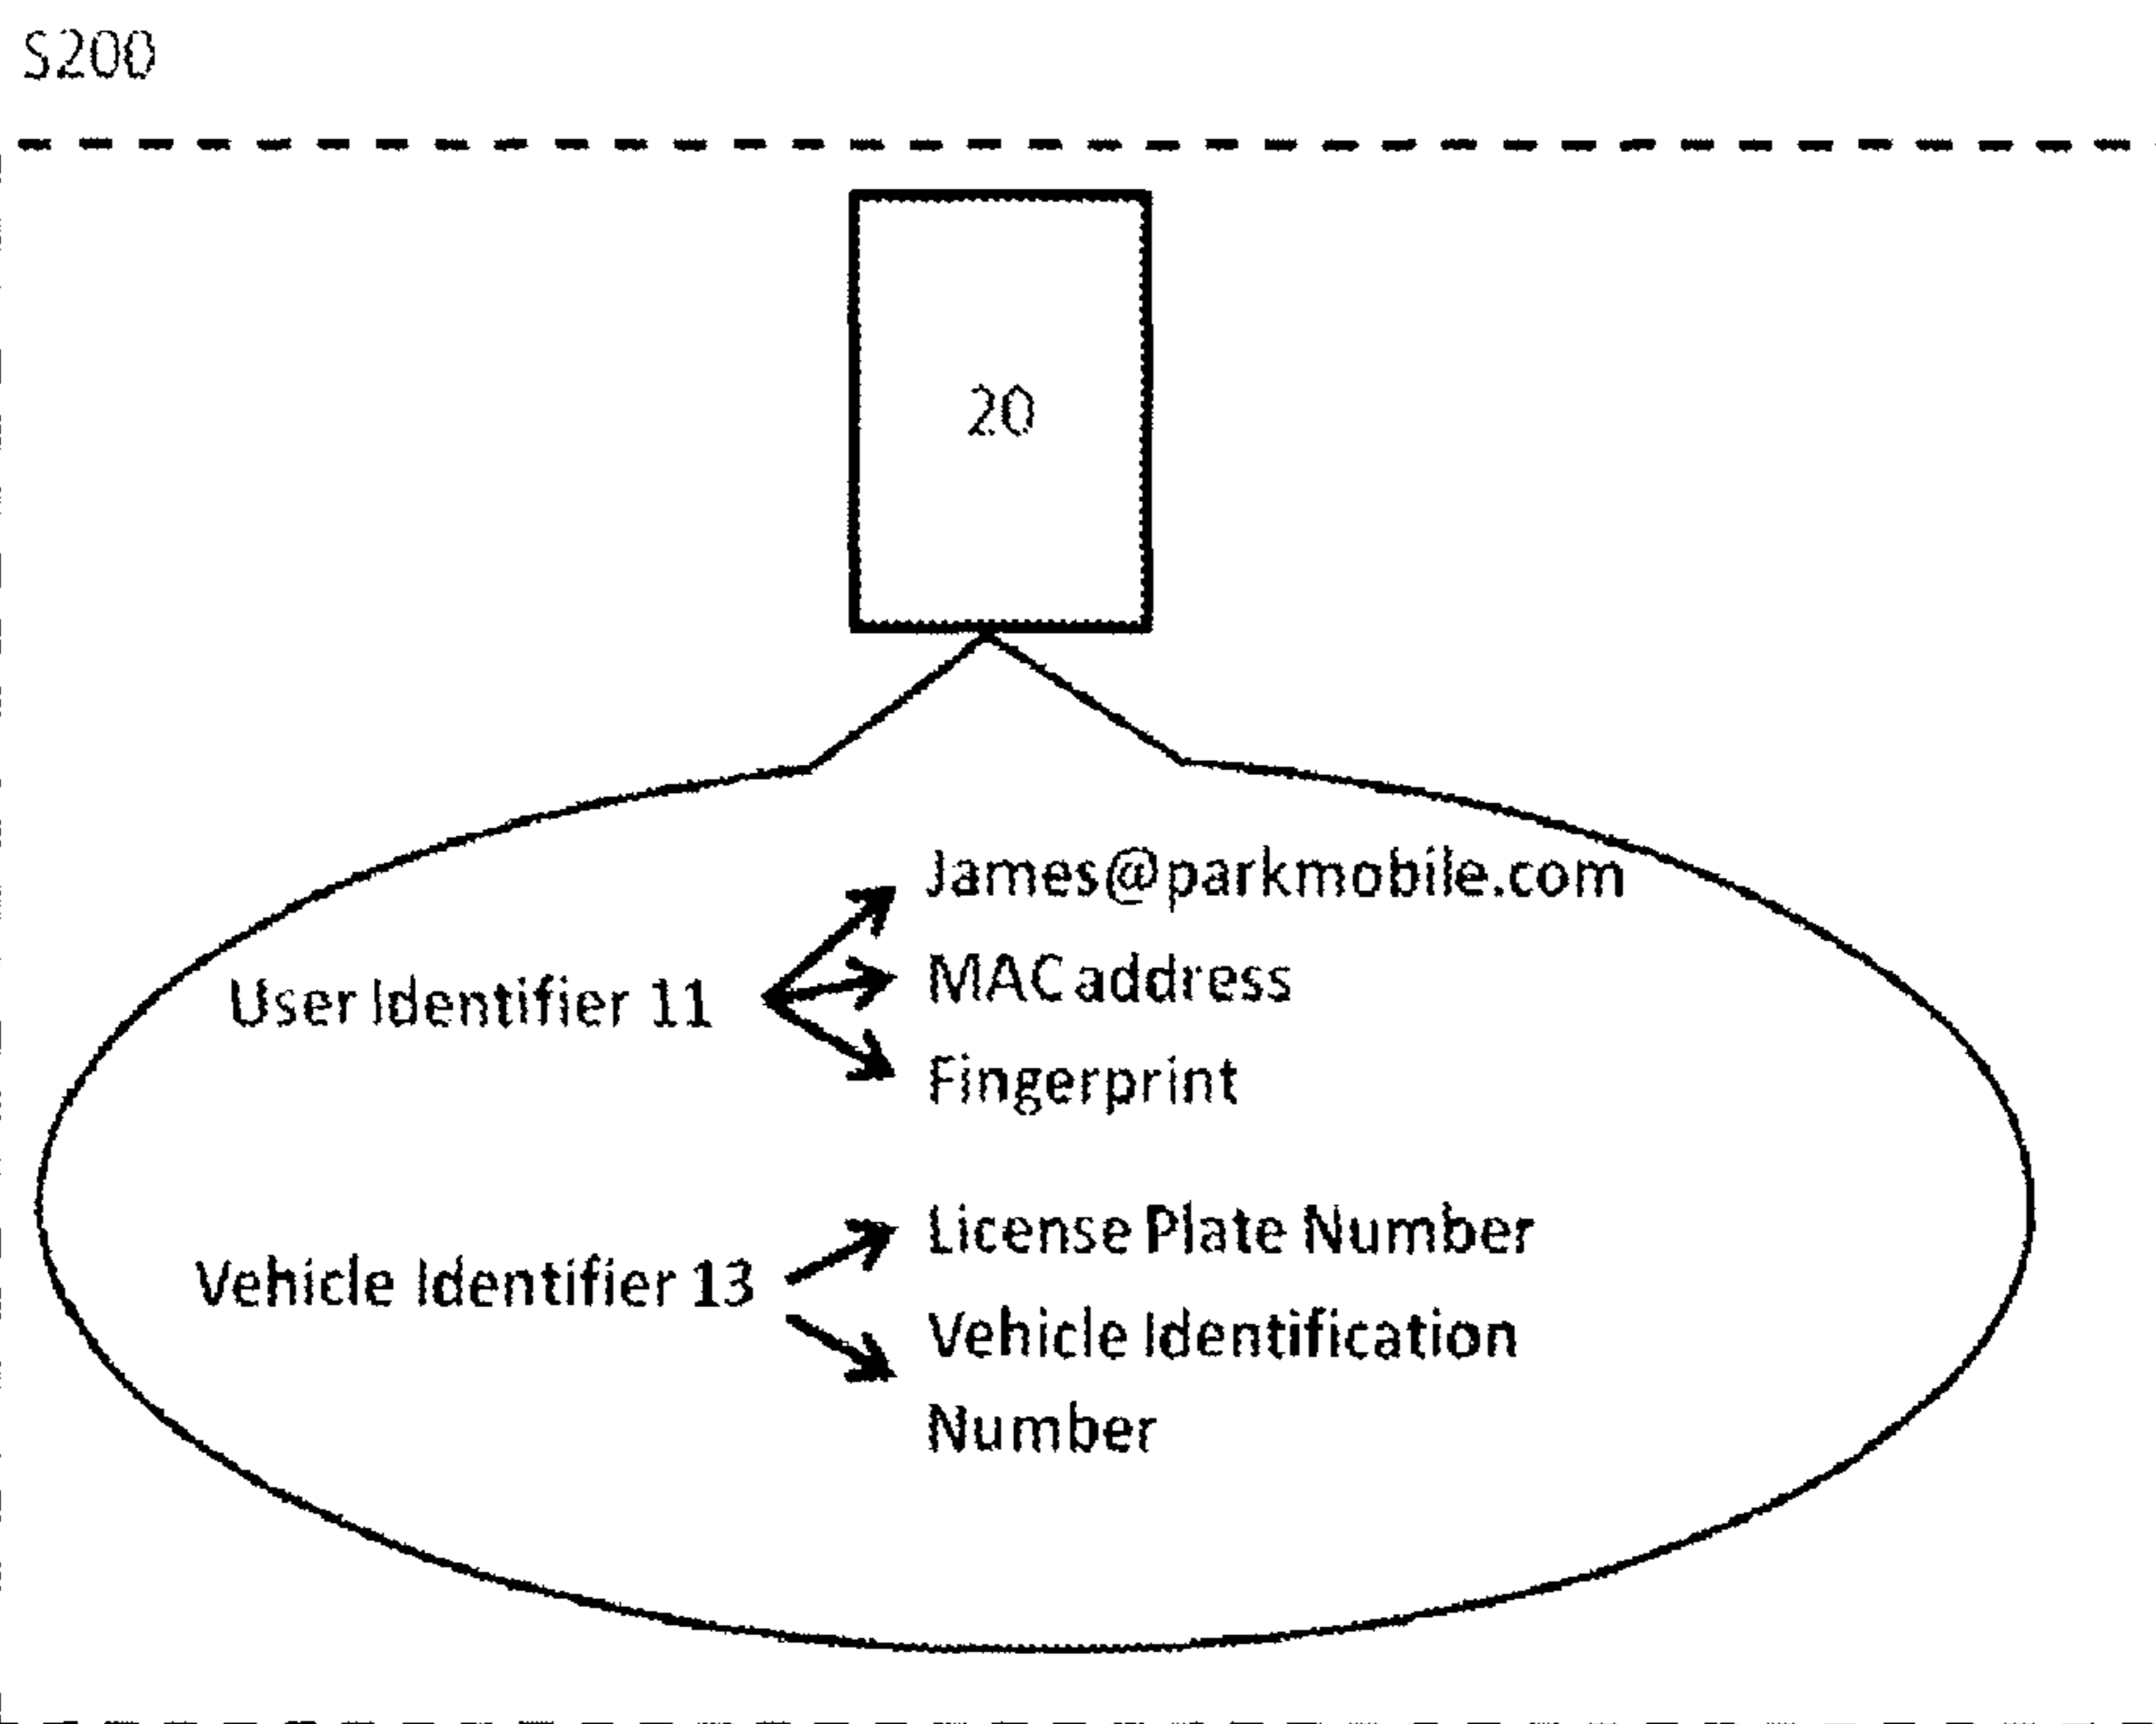 S200
20
James@parkmobile.com
User Identifier 11
MAC address
Fingerprint
License Plate Number
Vehicle Identifier 13
Vehicle Identification
Number